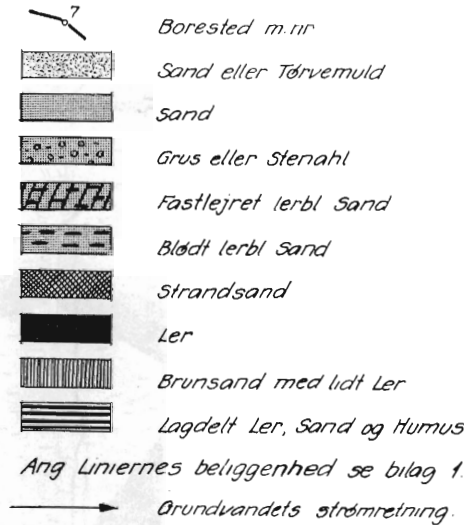 7
Borested m.nr
Sand eller Tørvemuld
Sand
Grus eller Stenahl
Fastlejret lerbl Sand
Blødt lerbl Sand
Strandsand
Ler
Brunsand med lidt Ler
Lagdelt Ler, Sand og Humus
Ang Liniernes beliggenhed se bilag 1.
Grundvandets strømretning.